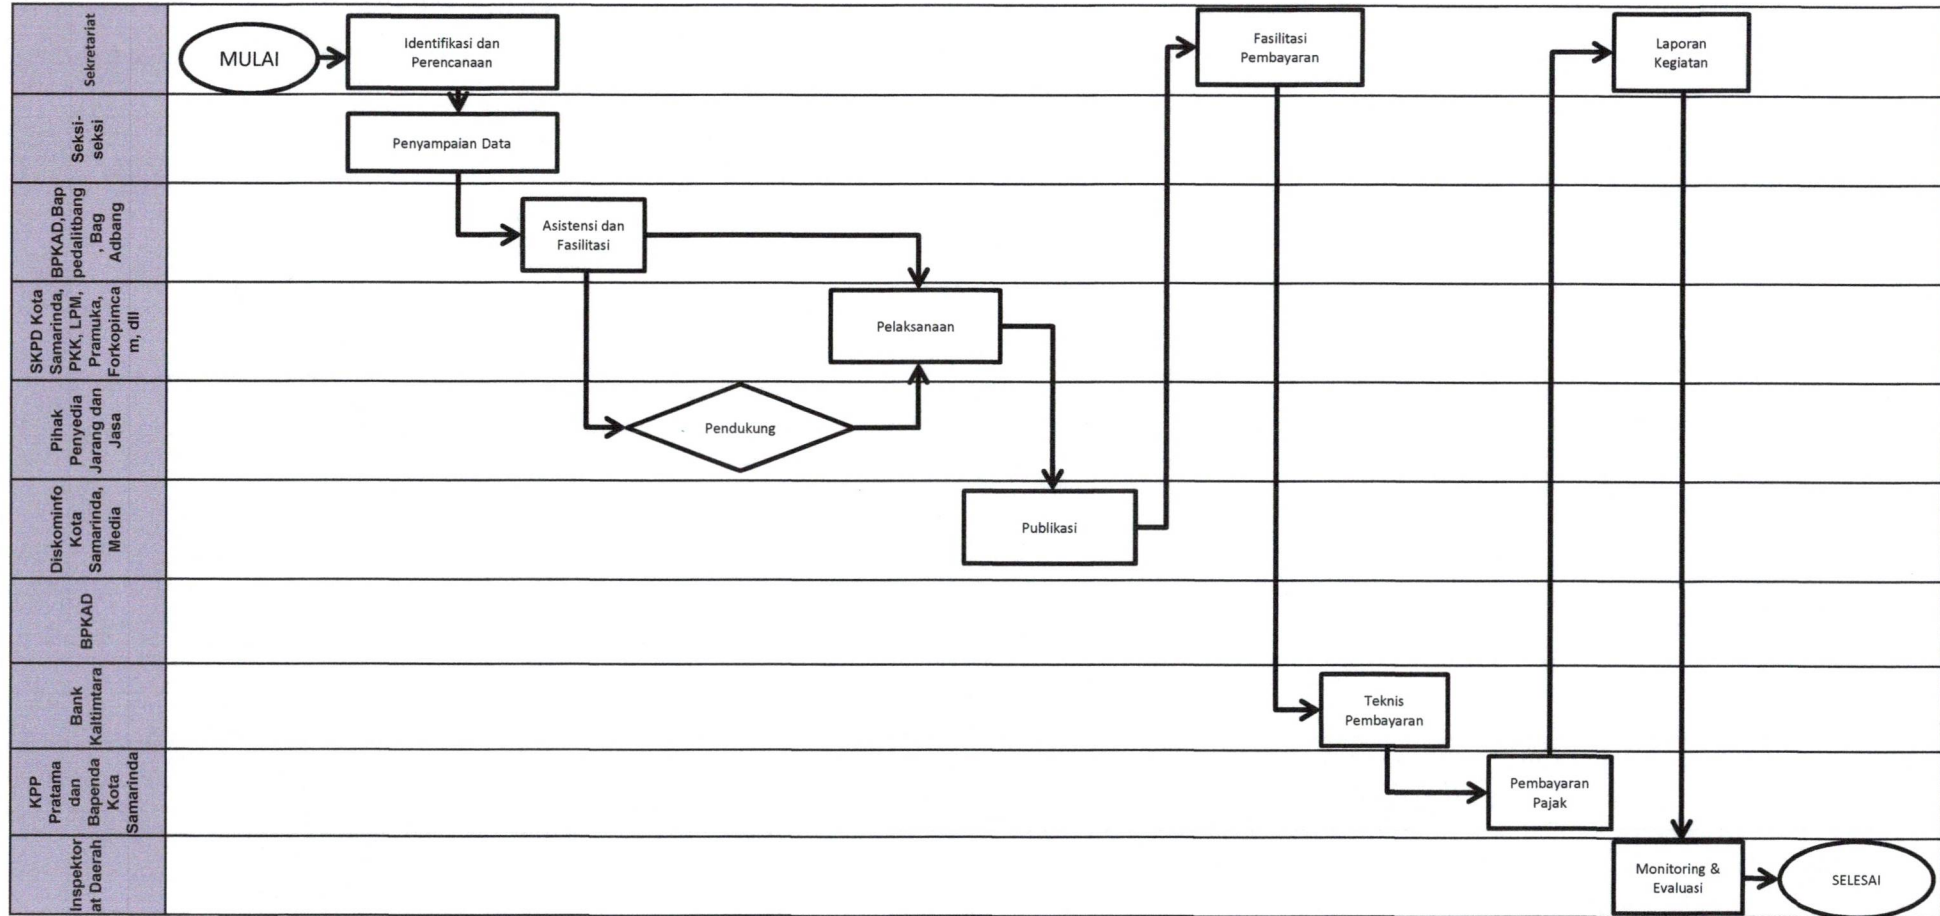 Sekretariat
MULAI
Identifikasi dan
Perencanaan
Fasilitasi
Pembayaran
Laporan
Kegiatan
Seksi-
seksi
Penyampaian Data
BPKAD,Bap
pedalitbang
, Bag
Adbang
Asistensi dan
Fasilitasi
SKPD Kota
Samarinda,
PKK, LPM,
Pramuka,
Forkopimca
m, dll
Pelaksanaan
Pihak
Penyedia
Jarang dan
Jasa
Pendukung
Diskominfo
Kota
Samarinda,
Media
Publikasi
BPKAD
Bank
Kaltimtara
Teknis
Pembayaran
KPP
Pratama
dan
Bapenda
Kota
Samarinda
Pembayaran
Pajak
Inspektor
at Daerah
Monitoring &
Evaluasi
SELESAI